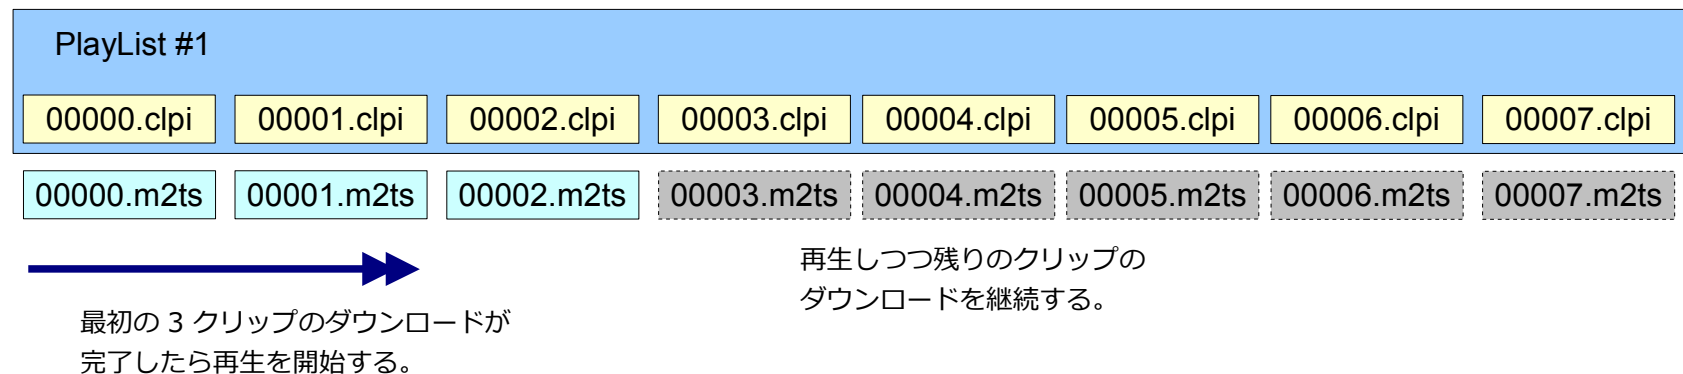 PlayList #1
00000.clpi 00001.clpi 00002.clpi 00003.clpi 00004.clpi 00005.clpi 00006.clpi 00007.clpi
00000.m2ts 00001.m2ts 00002.m2ts 00003.m2ts 00004.m2ts 00005.m2ts 00006.m2ts 00007.m2ts
最初の 3 クリップのダウンロードが
完了したら再生を開始する。
再生しつつ残りのクリップの
ダウンロードを継続する。